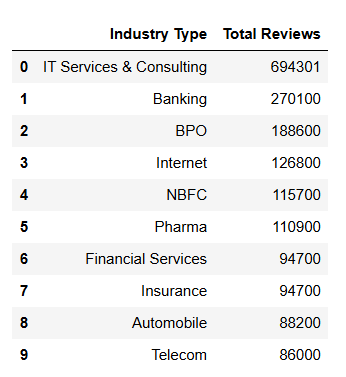 Industry Type Total Reviews
0 IT Services & Consulting 694301
1 Banking 270100
2 BPO 188600
3 Internet 126800
4 NBFC 115700
5 Pharma 110900
6 Financial Services 94700
7 Insurance 94700
8 Automobile 88200
9 Telecom 86000